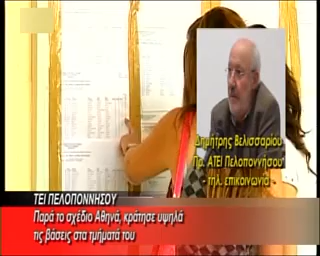 Δημήτρης Βελισσαρίου
Πρ. ΑΤΕΙ Πελοποννήσου
- τηλ. επικοινωνία -
ΤΕΙ ΠΕΛΟΠΟΝΝΗΣΟΥ
Παρά το σχέδιο Αθηνά, κράτησε υψηλά
τις βάσεις στα τμήματά του